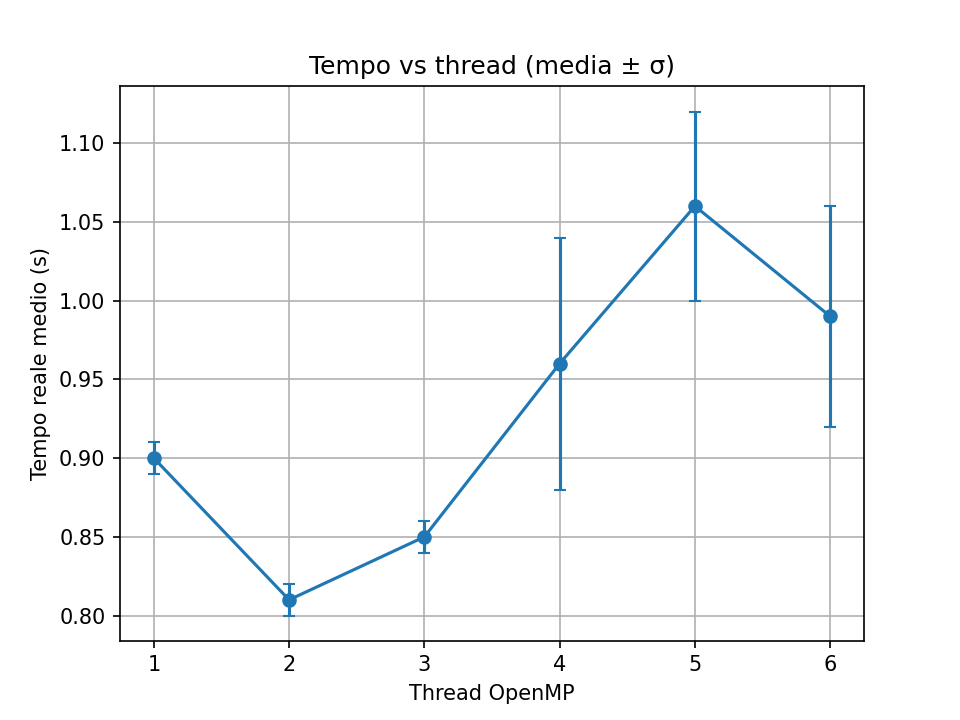 Tempo vs thread (media ± σ)
Tempo reale medio (s)
1.10
1.05
1.00
0.95
0.90
0.85
0.80
1 2 3 4 5 6
Thread OpenMP